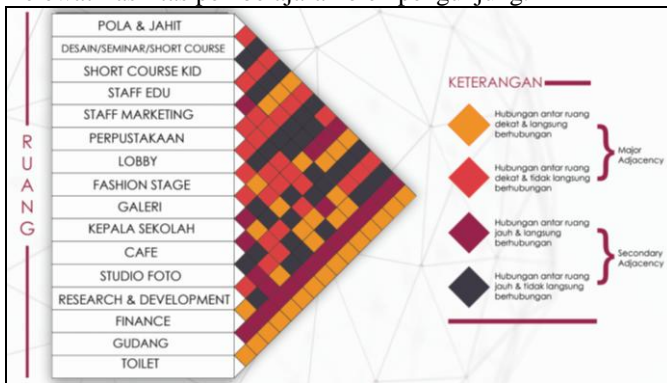 POLA & JAHIT
DESAIN/SEMINAR/SHORT COURSE
SHORT COURSE KID
STAFF EDU
STAFF MARKETING
PERPUSTAKAAN
LOBBY
FASHION STAGE
GALERI
KEPALA SEKOLAH
CAFE
STUDIO FOTO
RESEARCH & DEVELOPMENT
FINANCE
GUDANG
TOILET
RUANG
KETERANGAN
Hubungan antar ruang
dekat & langsung
berhubungan
Hubungan antar ruang
dekat & tidak langsung
berhubungan
Major
Adjacency
Hubungan antar ruang
jauh & langsung
berhubungan
Hubungan antar ruang
jauh & tidak langsung
berhubungan
Secondary
Adjacency